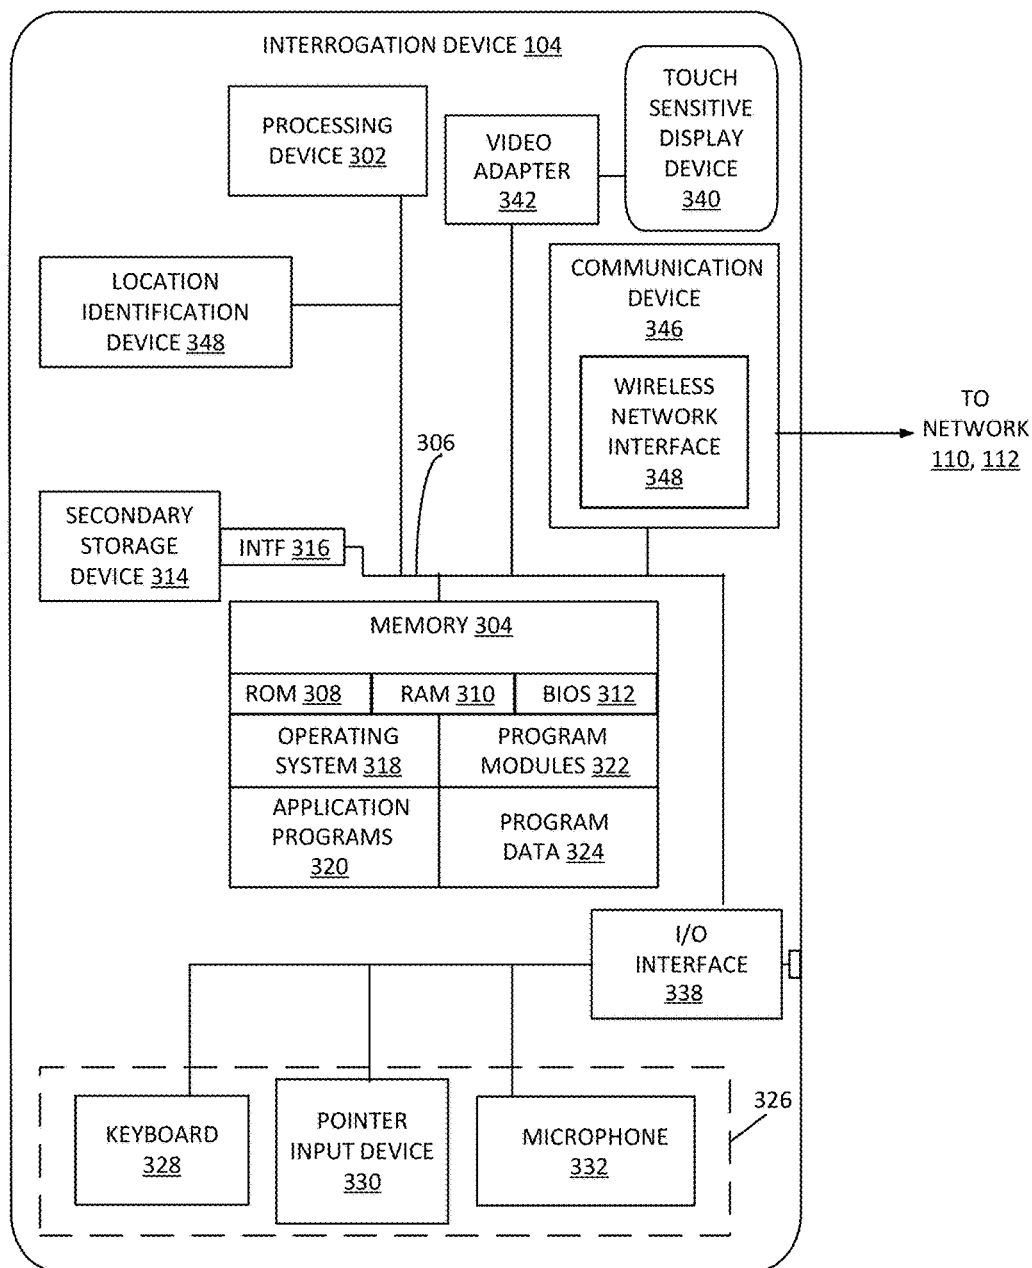 INTERROGATION DEVICE 104
PROCESSING
DEVICE 302
VIDEO
ADAPTER
342
TOUCH
SENSITIVE
DISPLAY
DEVICE
340
LOCATION
IDENTIFICATION
DEVICE 348
COMMUNICATION
DEVICE
346
WIRELESS
NETWORK
INTERFACE
348
TO
NETWORK
110, 112
306
SECONDARY
STORAGE
DEVICE 314
INTF 316
MEMORY 304
ROM 308
RAM 310
BIOS 312
OPERATING
SYSTEM 318
PROGRAM
MODULES 322
APPLICATION
PROGRAMS
320
PROGRAM
DATA 324
I/O
INTERFACE
338
326
KEYBOARD
328
POINTER
INPUT DEVICE
330
MICROPHONE
332